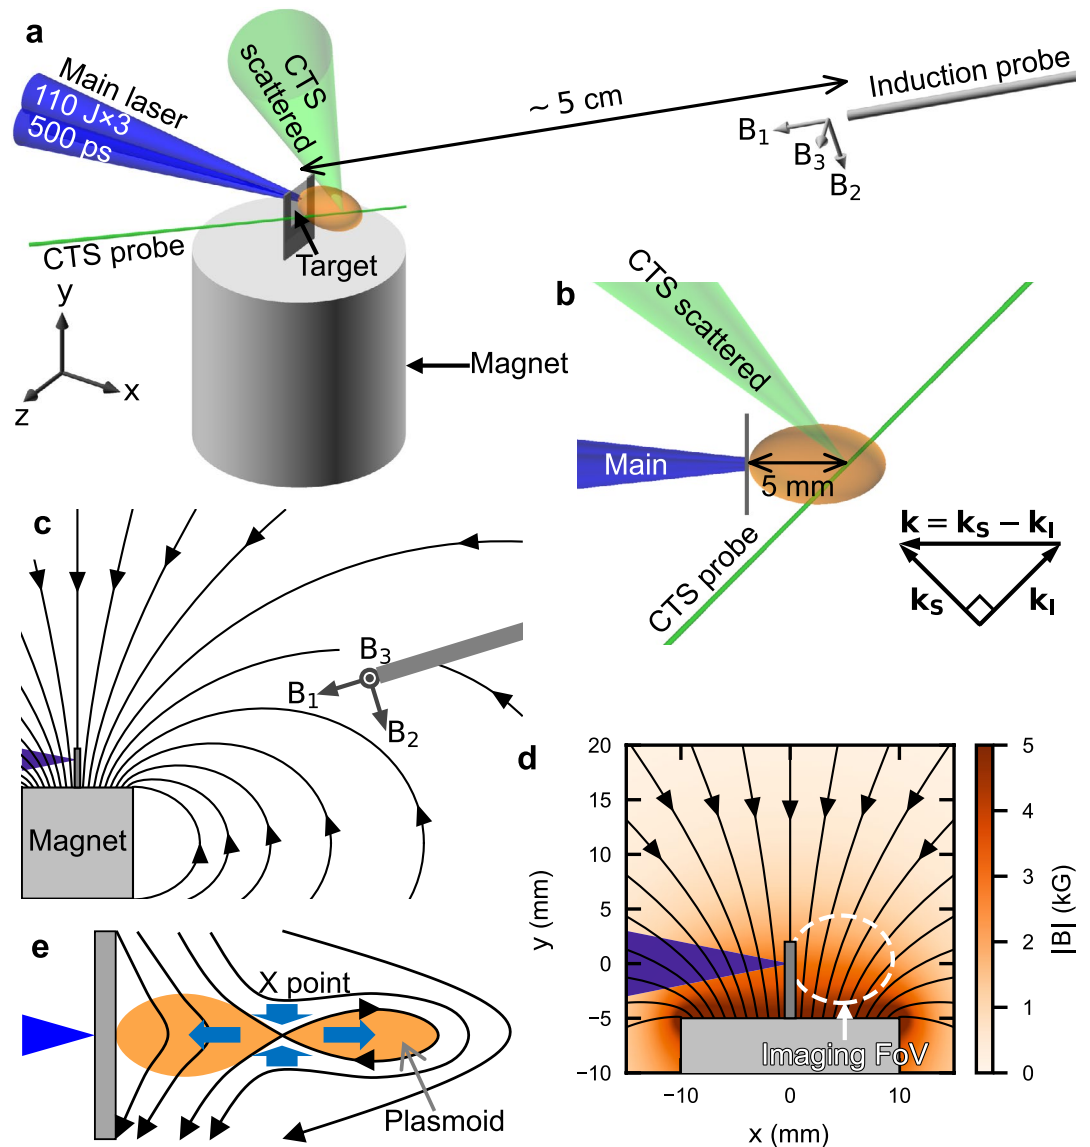 a
Main laser
110 J×3
500 ps
CTS
scattered
~ 5 cm
Induction probe
B1
B3
B2
CTS probe
Target
Magnet
y
x
z
b
CTS scattered
Main
5 mm
CTS probe
k = kS − kI
kS
kI
c
B3
B1
B2
Magnet
d
20
15
10
5
0
−5
−10
y (mm)
−10
0
10
x (mm)
Imaging FoV
5
4
3
2
1
0
|B| (kG)
e
X point
Plasmoid